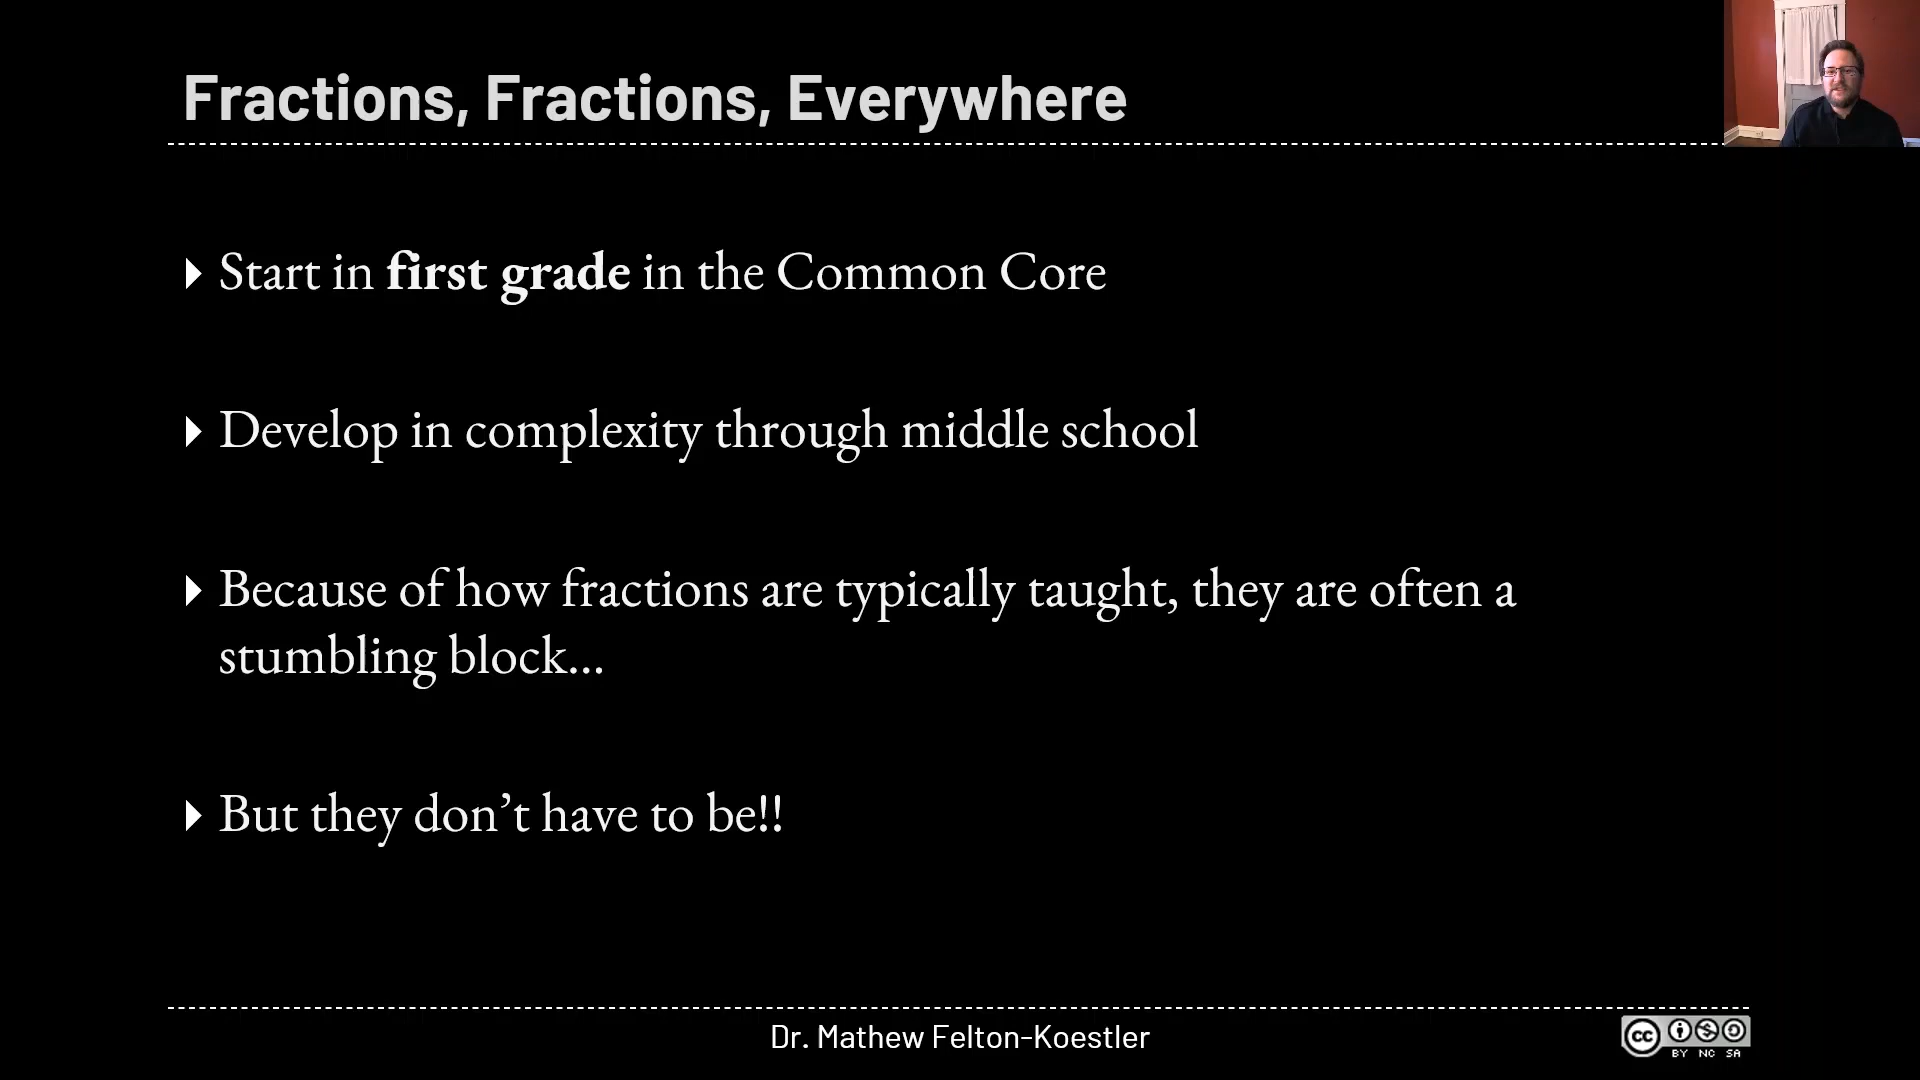 Fractions, Fractions, Everywhere
Start in first grade in the Common Core
Develop in complexity through middle school
Because of how fractions are typically taught, they are often a
stumbling block...
But they don’t have to be!!
Dr. Mathew Felton-Koestler
cc
BY NC SA